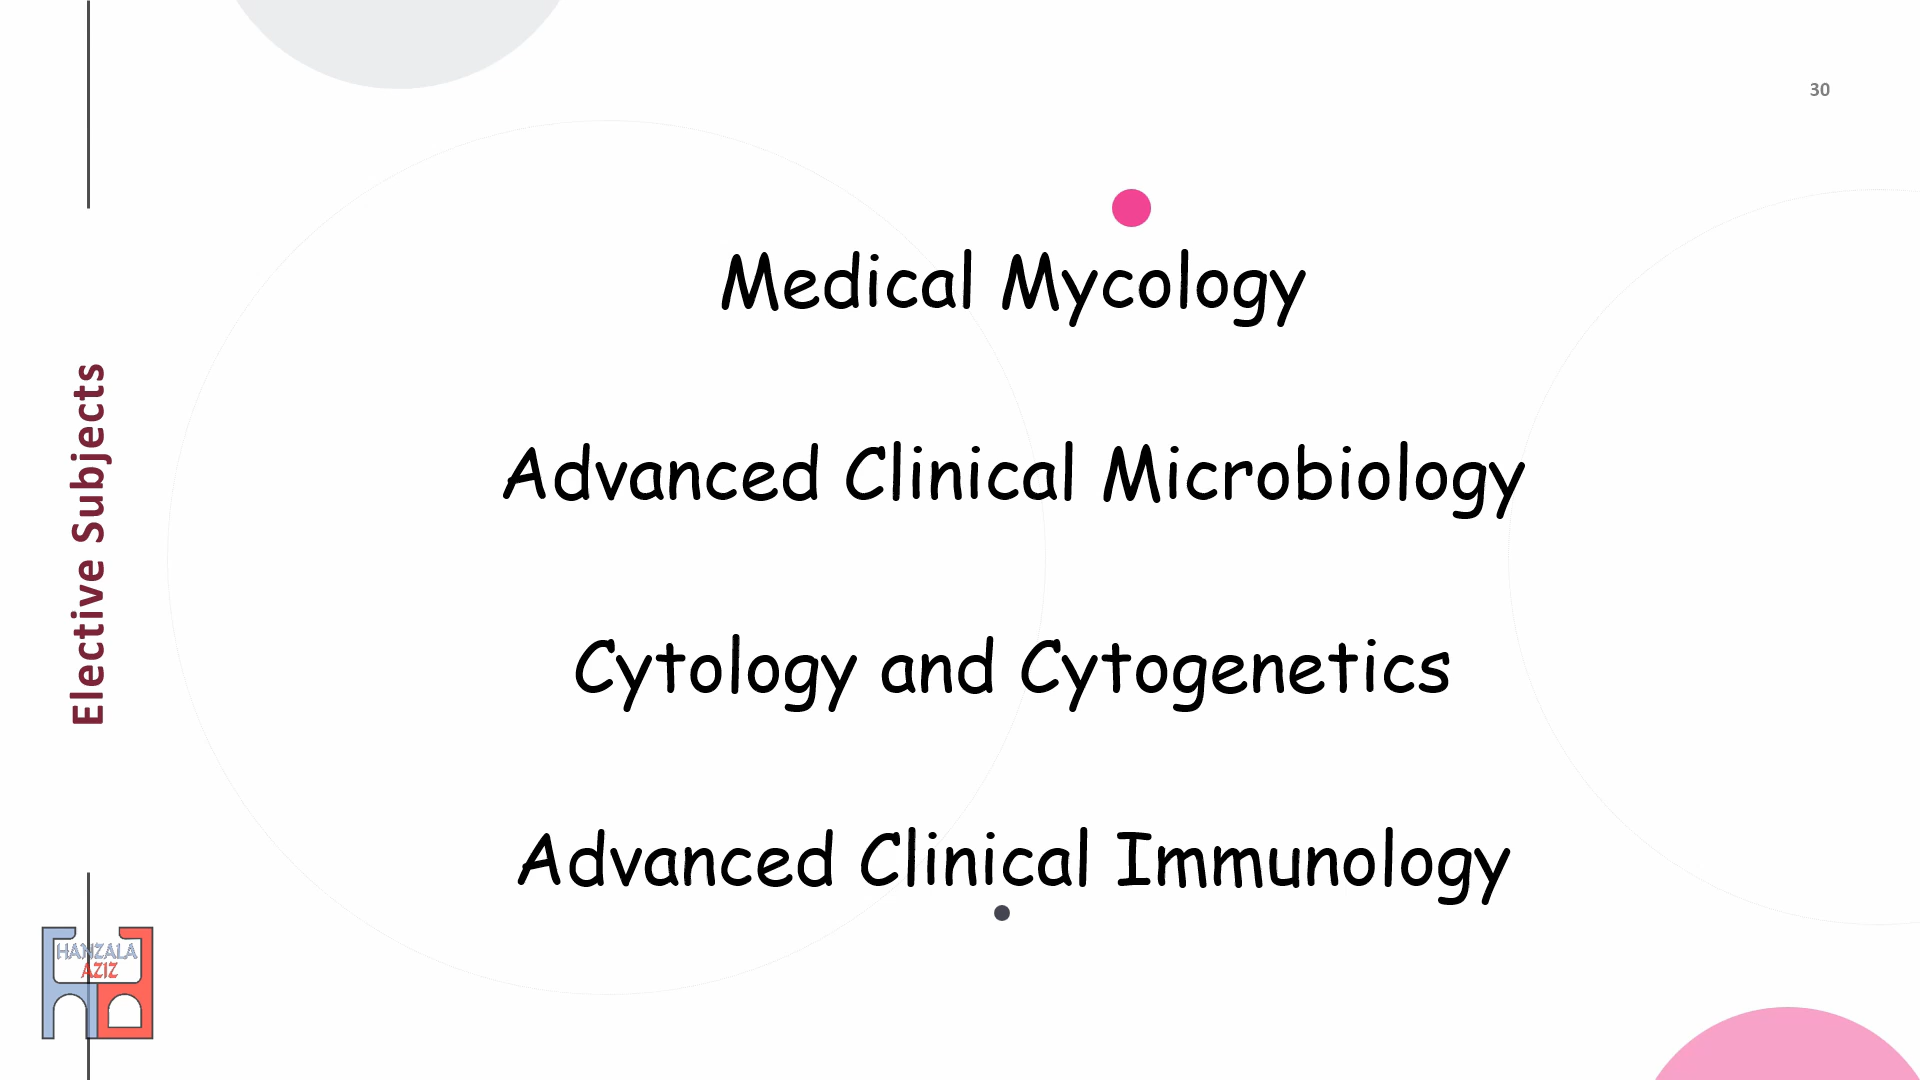 30
Medical Mycology
Advanced Clinical Microbiology
Cytology and Cytogenetics
Advanced Clinical Immunology
Elective Subjects
HANZALA
AZIZ